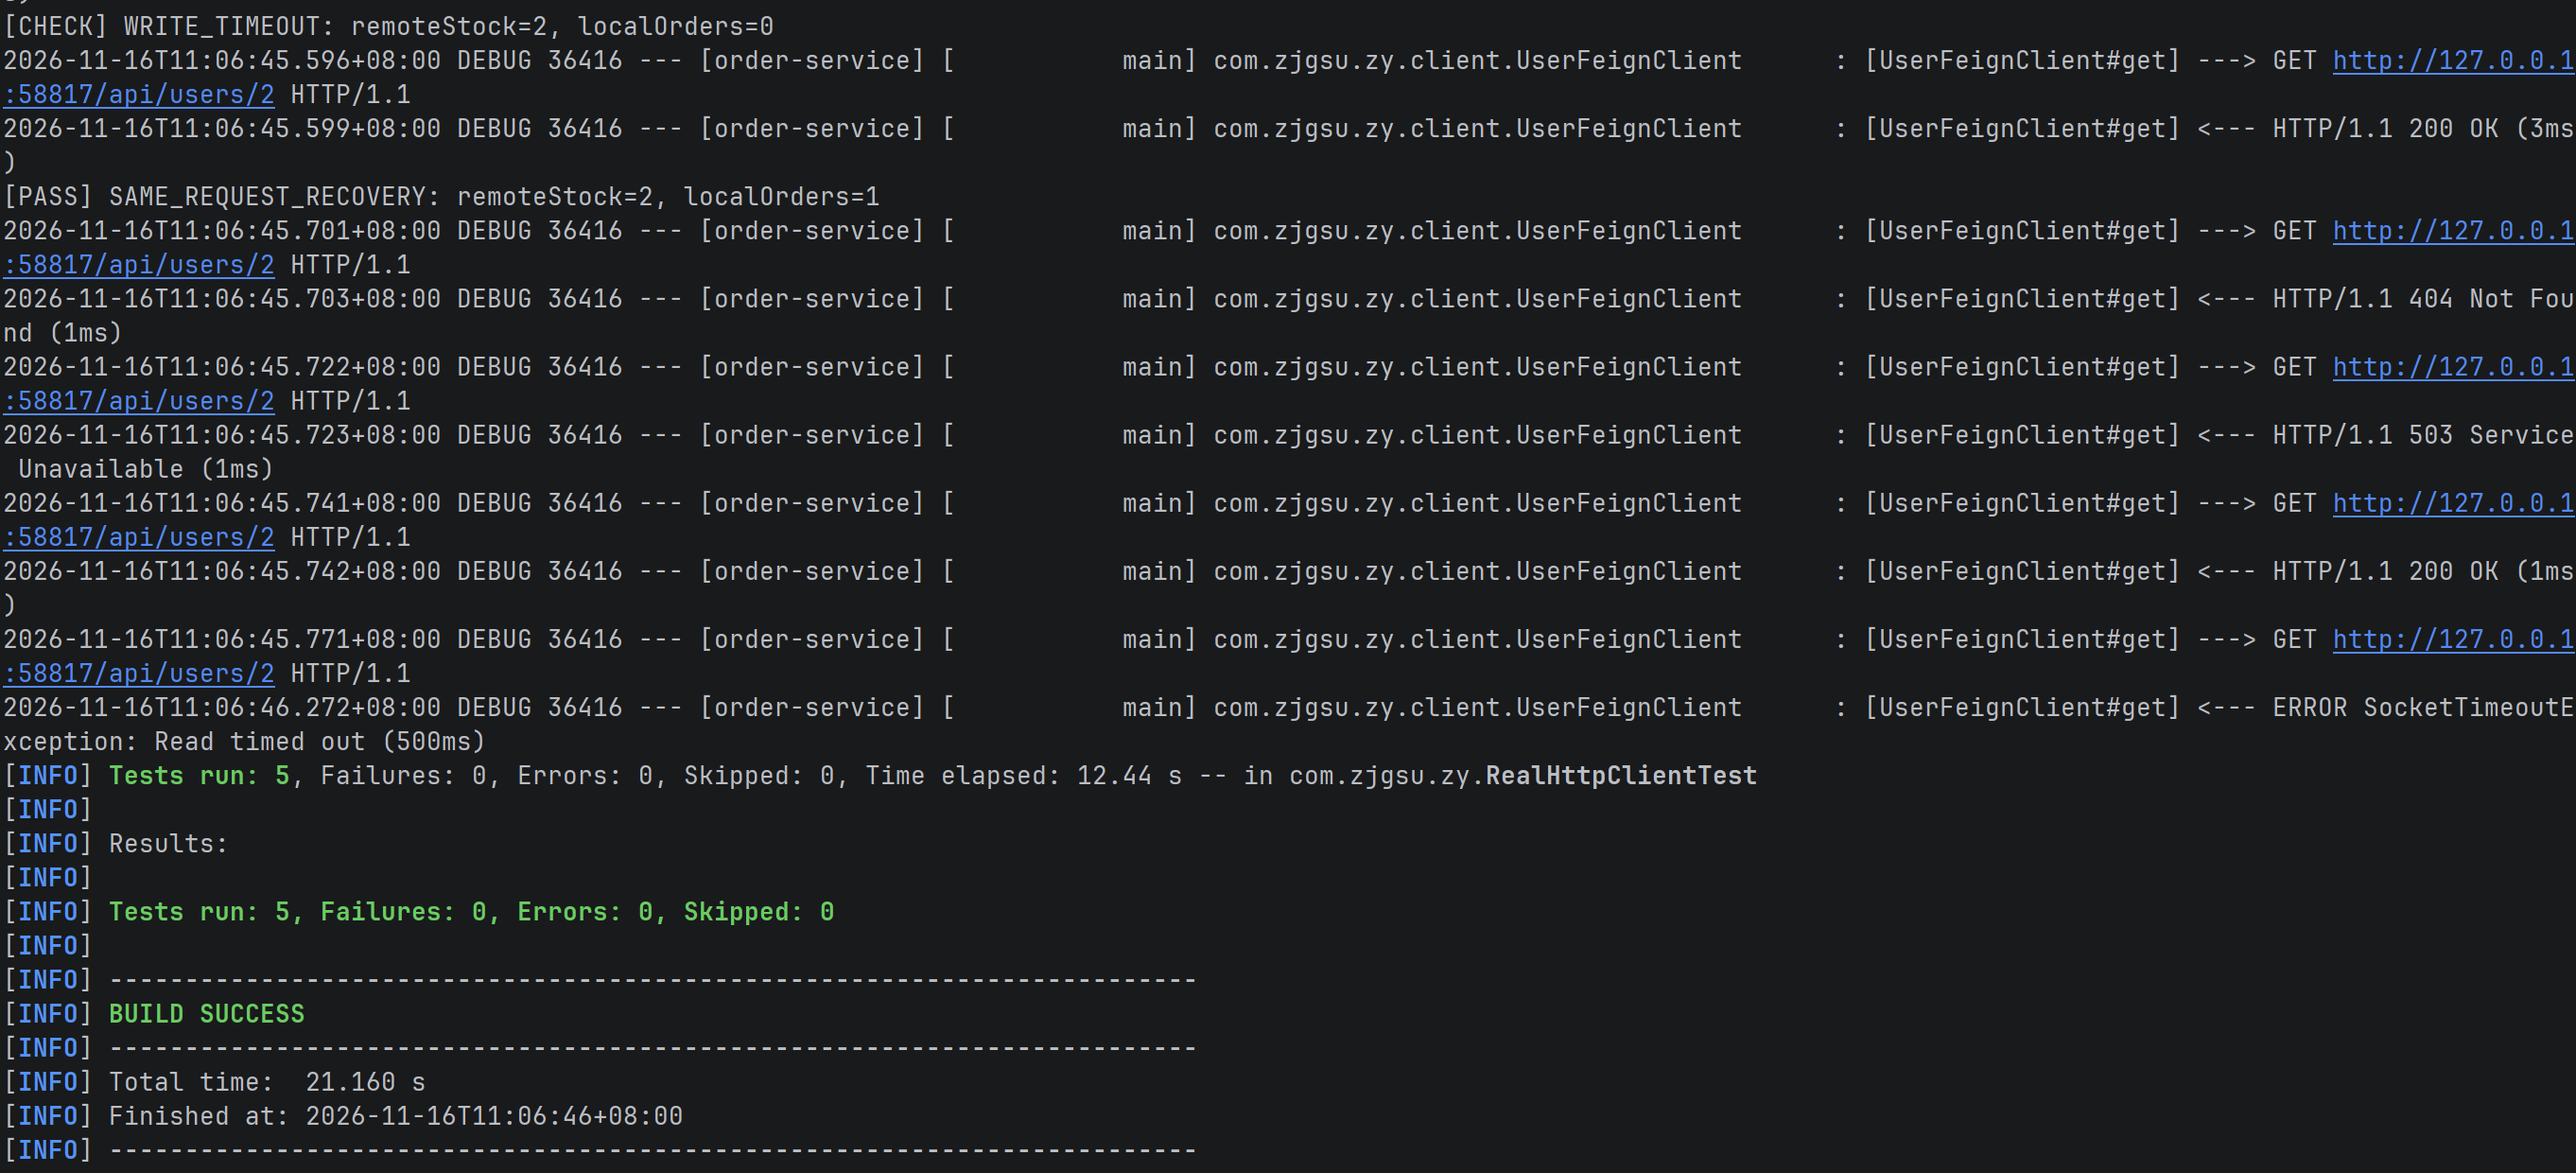 [CHECK] WRITE_TIMEOUT: remoteStock=2, localOrders=0
2026-11-16T11:06:45.596+08:00 DEBUG 36416 --- [order-service] [           main] com.zjgsu.zy.client.UserFeignClient      : [UserFeignClient#get] ---> GET http://127.0.0.1
:58817/api/users/2 HTTP/1.1
2026-11-16T11:06:45.599+08:00 DEBUG 36416 --- [order-service] [           main] com.zjgsu.zy.client.UserFeignClient      : [UserFeignClient#get] <--- HTTP/1.1 200 OK (3ms
)
[PASS] SAME_REQUEST_RECOVERY: remoteStock=2, localOrders=1
2026-11-16T11:06:45.701+08:00 DEBUG 36416 --- [order-service] [           main] com.zjgsu.zy.client.UserFeignClient      : [UserFeignClient#get] ---> GET http://127.0.0.1
:58817/api/users/2 HTTP/1.1
2026-11-16T11:06:45.703+08:00 DEBUG 36416 --- [order-service] [           main] com.zjgsu.zy.client.UserFeignClient      : [UserFeignClient#get] <--- HTTP/1.1 404 Not Fou
nd (1ms)
2026-11-16T11:06:45.722+08:00 DEBUG 36416 --- [order-service] [           main] com.zjgsu.zy.client.UserFeignClient      : [UserFeignClient#get] ---> GET http://127.0.0.1
:58817/api/users/2 HTTP/1.1
2026-11-16T11:06:45.723+08:00 DEBUG 36416 --- [order-service] [           main] com.zjgsu.zy.client.UserFeignClient      : [UserFeignClient#get] <--- HTTP/1.1 503 Service
 Unavailable (1ms)
2026-11-16T11:06:45.741+08:00 DEBUG 36416 --- [order-service] [           main] com.zjgsu.zy.client.UserFeignClient      : [UserFeignClient#get] ---> GET http://127.0.0.1
:58817/api/users/2 HTTP/1.1
2026-11-16T11:06:45.742+08:00 DEBUG 36416 --- [order-service] [           main] com.zjgsu.zy.client.UserFeignClient      : [UserFeignClient#get] <--- HTTP/1.1 200 OK (1ms
)
2026-11-16T11:06:45.771+08:00 DEBUG 36416 --- [order-service] [           main] com.zjgsu.zy.client.UserFeignClient      : [UserFeignClient#get] ---> GET http://127.0.0.1
:58817/api/users/2 HTTP/1.1
2026-11-16T11:06:46.272+08:00 DEBUG 36416 --- [order-service] [           main] com.zjgsu.zy.client.UserFeignClient      : [UserFeignClient#get] <--- ERROR SocketTimeoutE
xception: Read timed out (500ms)
[INFO] Tests run: 5, Failures: 0, Errors: 0, Skipped: 0, Time elapsed: 12.44 s -- in com.zjgsu.zy.RealHttpClientTest
[INFO]
[INFO] Results:
[INFO]
[INFO] Tests run: 5, Failures: 0, Errors: 0, Skipped: 0
[INFO]
[INFO] ------------------------------------------------------------------------
[INFO] BUILD SUCCESS
[INFO] ------------------------------------------------------------------------
[INFO] Total time:  21.160 s
[INFO] Finished at: 2026-11-16T11:06:46+08:00
[INFO] ------------------------------------------------------------------------